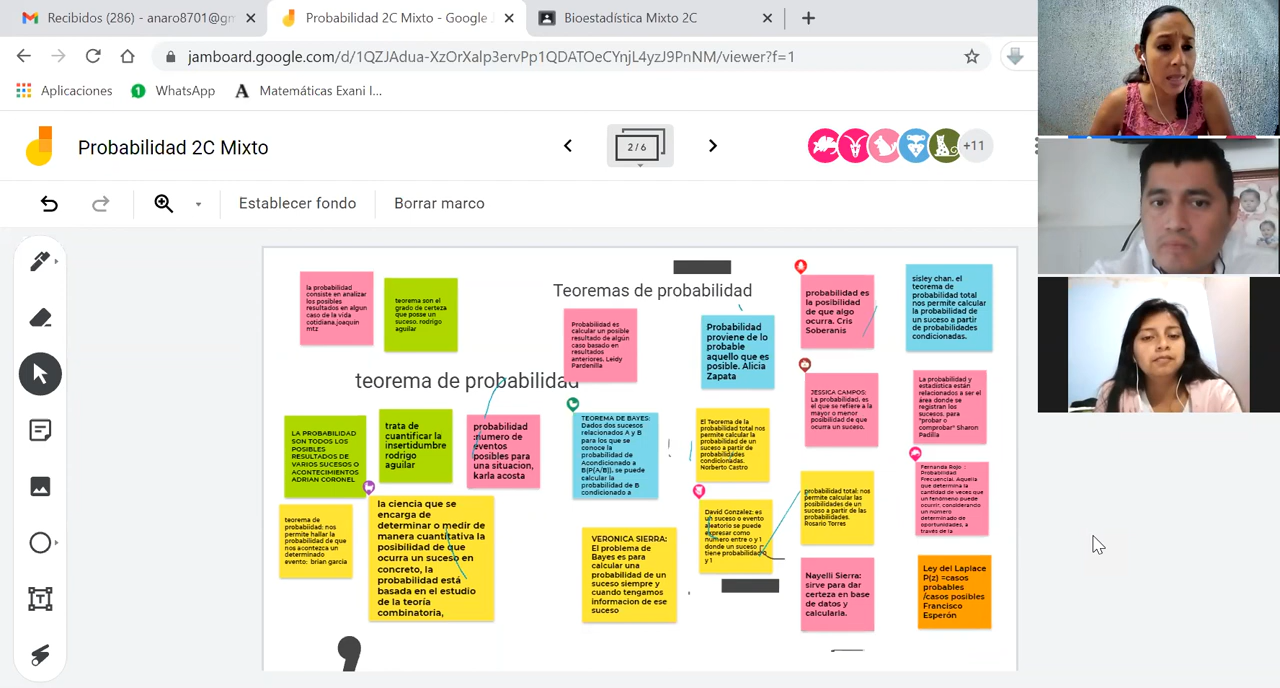 Recibidos (286) - anaro8701@gm
Probabilidad 2C Mixto - Google J
Bioestadística Mixto 2C
jamboard.google.com/d/1QZJAdua-XzOrXalp3ervPp1QDATOeCYnjL4yzJ9PnNM/viewer?f=1
Aplicaciones
WhatsApp
Matemáticas Exani I...
Probabilidad 2C Mixto
2/6
+11
Establecer fondo
Borrar marco
la probabilidad
consiste en analizar
los posibles
resultados en algun
caso de la vida
cotidiana.joaquin
mtz
teorema son el
grado de certeza
que posse un
suceso. rodrigo
aguilar
Teoremas de probabilidad
Probabilidad es
calcular un posible
resultado de algún
caso basado en
resultados
anteriores. Leidy
Pardenilla
Probabilidad
proviene de lo
probable
aquello que es
posible. Alicia
Zapata
probabilidad es
la posibilidad
de que algo
ocurra. Cris
Soberanis
sisley chan. el
teorema de
probabilidad total
nos permite calcular
la probabilidad de
un suceso a partir
de probabilidades
condicionadas.
teorema de probabilidad
LA PROBABILIDAD
SON TODOS LOS
POSIBLES
RESULTADOS DE
VARIOS SUCESOS O
ACONTECIMIENTOS
ADRIAN CORONEL
trata de
cuantificar la
insertidumbre
rodrigo
aguilar
probabilidad
:numero de
eventos
posibles para
una situacion,
karla acosta
TEOREMA DE BAYES:
Dados dos sucesos
relacionados A y B
para los que se
conoce la
probabilidad de
Acondicionado a
B(P(A/B)), se puede
calcular la
probabilidad de B
condicionado a
El Teorema de la
probabilidad total nos
permite calcular la
probabilidad de un
suceso a partir de
probabilidades
condicionadas.
Norberto Castro
JESSICA CAMPOS:
La probabilidad, es
el que se refiere a la
mayor o menor
posibilidad de que
ocurra un suceso.
La probabilidad y
estadística están
relacionados a ser el
área donde se
registran los
sucesos. para
"probar o
comprobar" Sharon
Padilla
teorema de
probabilidad: nos
permite hallar la
probabilidad de que
nos acontezca un
determinado
evento: brian garcia
la ciencia que se
encarga de
determinar o medir de
manera cuantitativa la
posibilidad de que
ocurra un suceso en
concreto, la
probabilidad está
basada en el estudio
de la teoría
combinatoria,
VERONICA SIERRA:
El problema de
Bayes es para
calcular una
probabilidad de un
suceso siempre y
cuando tengamos
informacion de ese
suceso
David Gonzalez: es
un suceso o evento
aleatorio se puede
expresar como
número entre 0 y 1
donde un suceso
tiene probabilidad
y 1
probabilidad total: nos
permite calcular las
posibilidades de un
suceso a partir de las
probabilidades.
Rosario Torres
Fernanda Rojo :
Probabilidad
Frecuencial. Aquella
que determina la
cantidad de veces que
un fenómeno puede
ocurrir, considerando
un número
determinado de
oportunidades, a
través de la
Nayelli Sierra:
sirve para dar
certeza en base
de datos y
calcularla.
Ley del Laplace
P(z) =casos
probables
/casos posibles
Francisco
Esperón